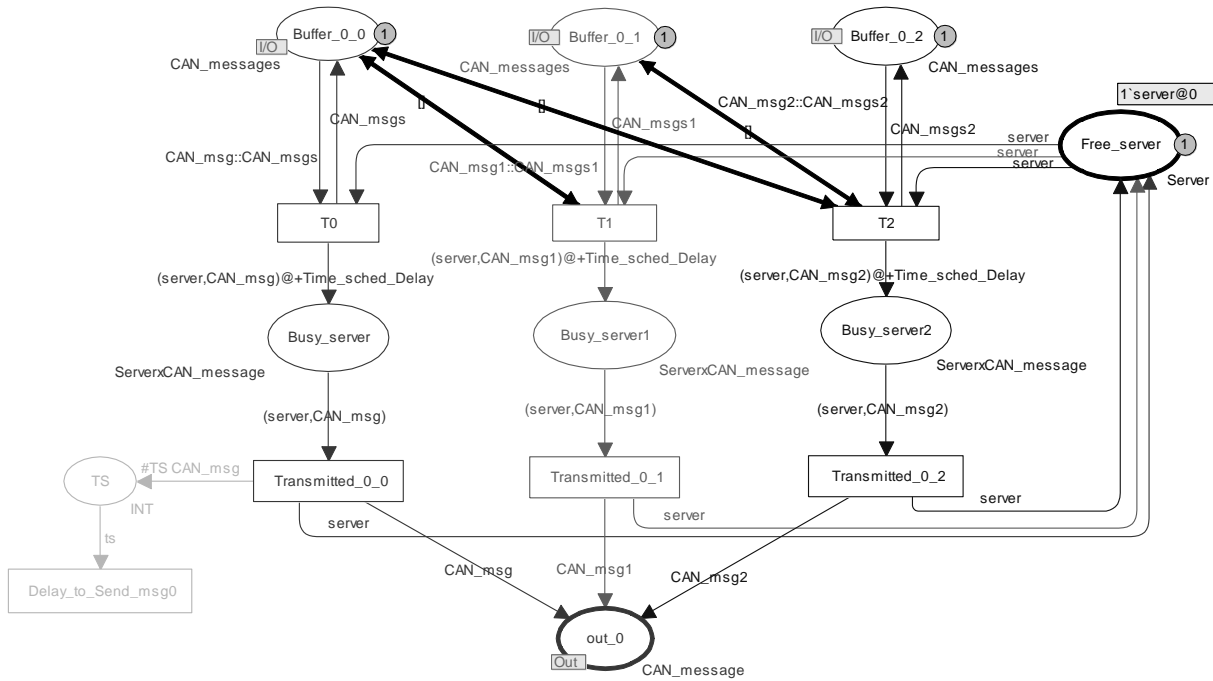 Buffer_0_0
1
I/O
CAN_messages
Buffer_0_1
1
I/O
CAN_messages
Buffer_0_2
1
I/O
CAN_messages
1`server@0
[]
[]
[]
CAN_msg2::CAN_msgs2
CAN_msgs
CAN_msgs1
CAN_msgs2
server
server
server
Free_server
1
Server
CAN_msg::CAN_msgs
CAN_msg1::CAN_msgs1
T0
T1
T2
(server,CAN_msg)@+Time_sched_Delay
(server,CAN_msg1)@+Time_sched_Delay
(server,CAN_msg2)@+Time_sched_Delay
Busy_server
Busy_server1
Busy_server2
ServerxCAN_message
ServerxCAN_message
ServerxCAN_message
(server,CAN_msg)
(server,CAN_msg1)
(server,CAN_msg2)
TS
#TS CAN_msg
INT
Transmitted_0_0
Transmitted_0_1
Transmitted_0_2
server
server
server
ts
Delay_to_Send_msg0
CAN_msg
CAN_msg1
CAN_msg2
out_0
Out
CAN_message